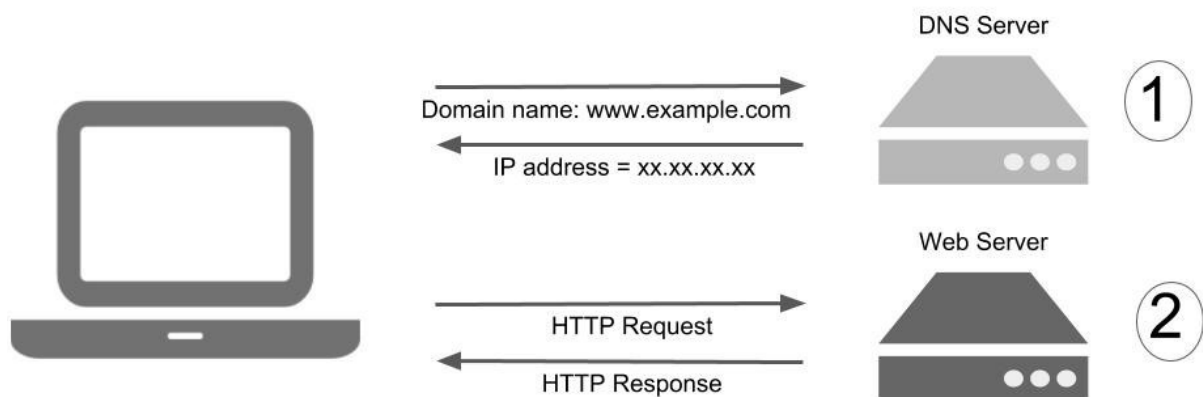 DNS Server
1
Domain name: www.example.com
IP address = xx.xx.xx.xx
Web Server
2
HTTP Request
HTTP Response